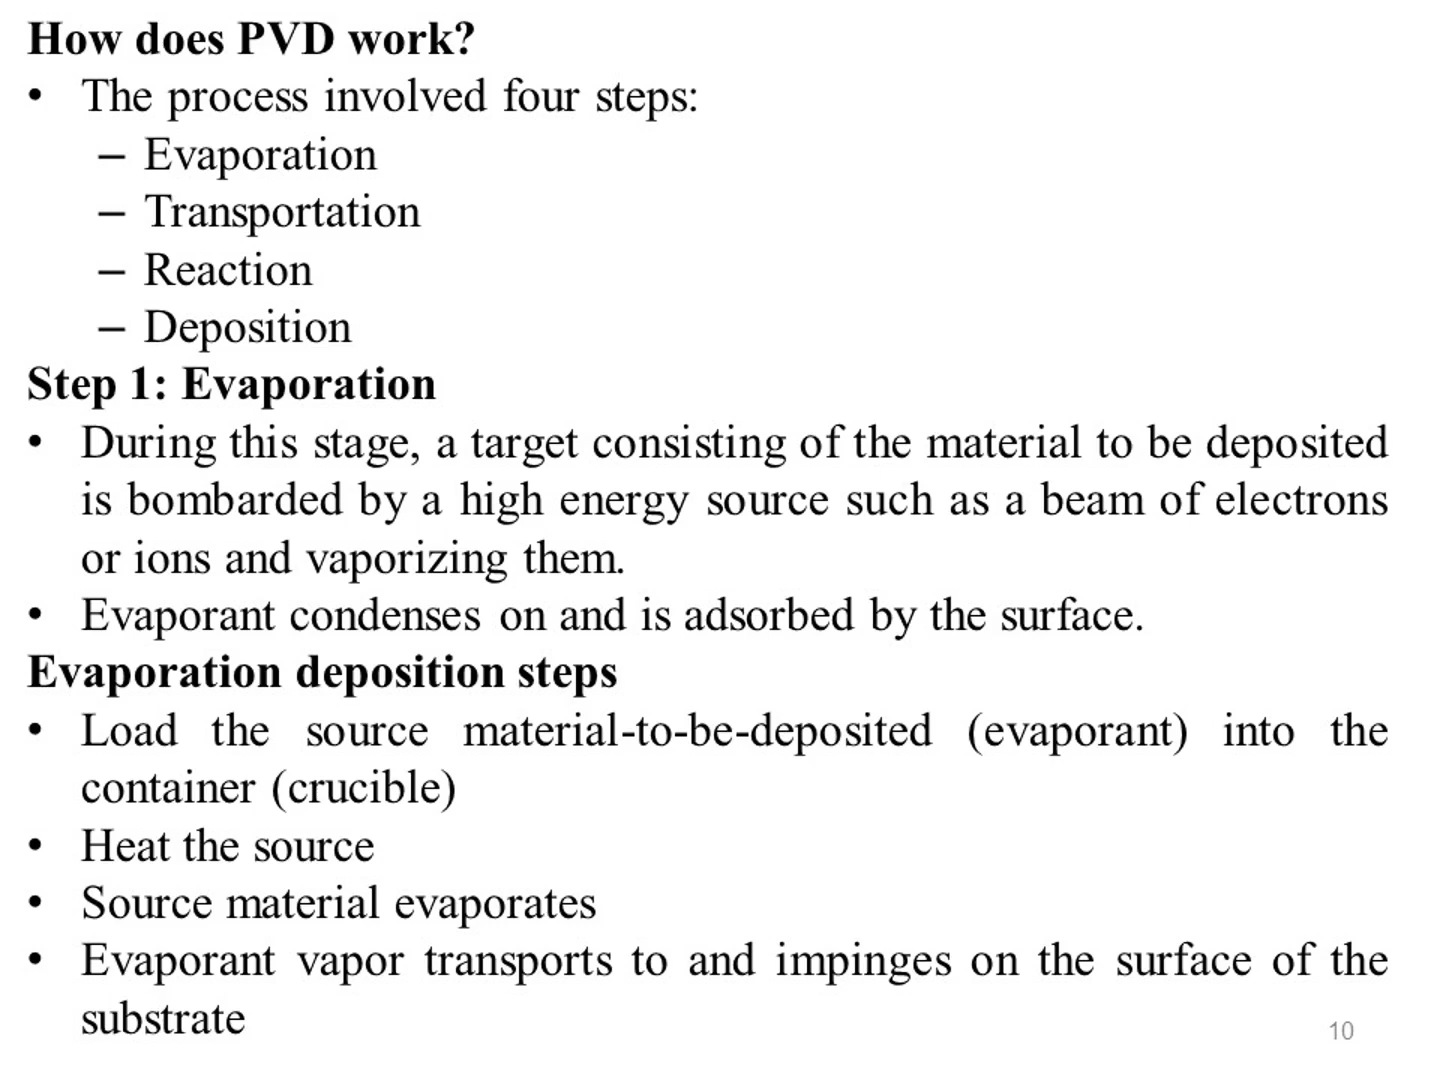 How does PVD work?
• The process involved four steps:
– Evaporation
– Transportation
– Reaction
– Deposition
Step 1: Evaporation
• During this stage, a target consisting of the material to be deposited
is bombarded by a high energy source such as a beam of electrons
or ions and vaporizing them.
• Evaporant condenses on and is adsorbed by the surface.
Evaporation deposition steps
• Load the source material-to-be-deposited (evaporant) into the
container (crucible)
• Heat the source
• Source material evaporates
• Evaporant vapor transports to and impinges on the surface of the
substrate
10